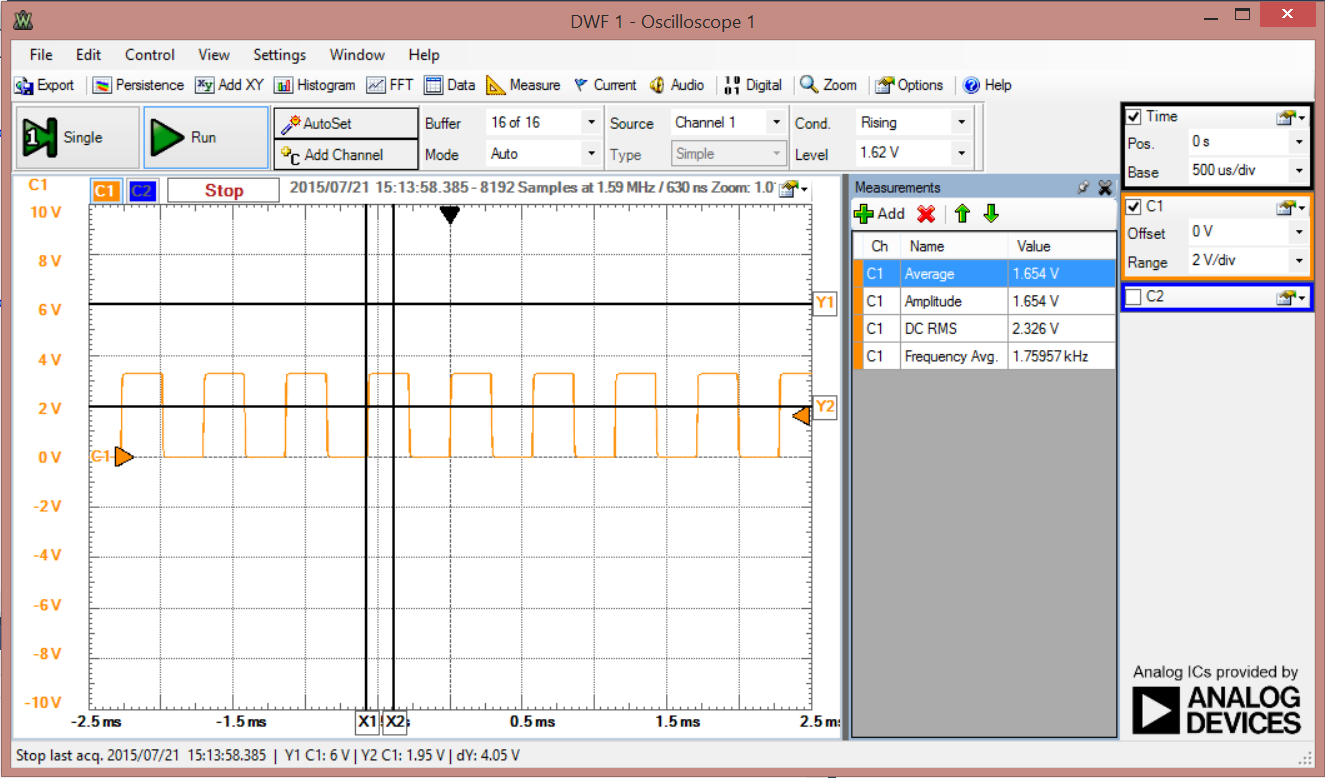 DWF 1 - Oscilloscope 1
File Edit Control View Settings Window Help
Export Persistence Add XY Histogram FFT Data Measure Current Audio Digital Zoom Options Help
Single Run AutoSet Buffer 16 of 16 Source Channel 1 Cond. Rising
Add Channel Mode Auto Type Simple Level 1.62 V
Time
Pos. 0 s
Base 500 us/div
C1
Offset 0 V
Range 2 V/div
C2
C1 C1 C2 Stop 2015/07/21 15:13:58.385 - 8192 Samples at 1.59 MHz / 630 ns Zoom: 1.0
10 V
8 V
6 V
4 V
2 V
0 V
-2 V
-4 V
-6 V
-8 V
-10 V
C1
Y1
Y2
-2.5 ms -1.5 ms X1 X2 0.5 ms 1.5 ms 2.5 m
Measurements
Add
Ch Name Value
C1 Average 1.654 V
C1 Amplitude 1.654 V
C1 DC RMS 2.326 V
C1 Frequency Avg. 1.75957 kHz
Analog ICs provided by
ANALOG
DEVICES
Stop last acq. 2015/07/21 15:13:58.385 | Y1 C1: 6 V | Y2 C1: 1.95 V | dY: 4.05 V